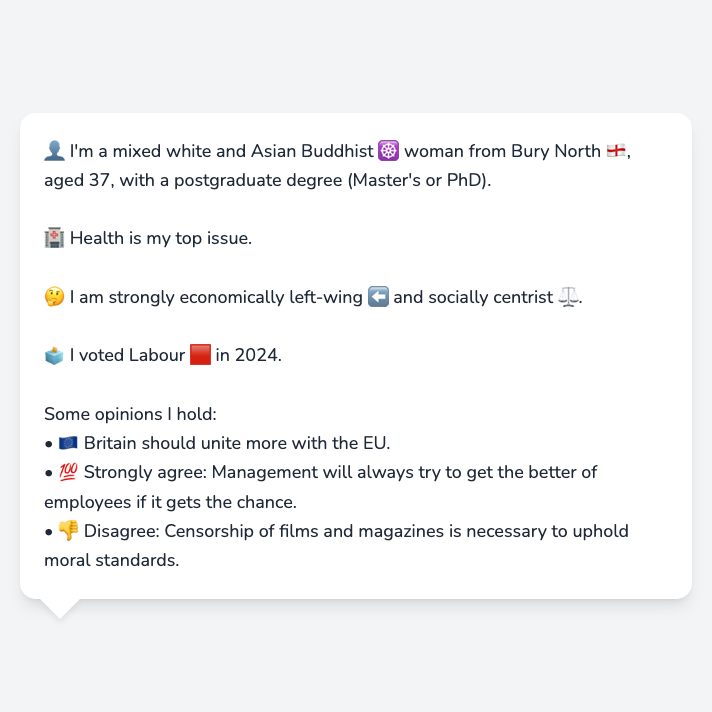 👤 I'm a mixed white and Asian Buddhist ☸️ woman from Bury North 🏴󠁧󠁢󠁥󠁮󠁧󠁿,
aged 37, with a postgraduate degree (Master's or PhD).
🏥 Health is my top issue.
🤔 I am strongly economically left-wing ⬅️ and socially centrist ⚖️.
🗳️ I voted Labour 🟥 in 2024.
Some opinions I hold:
• 🇪🇺 Britain should unite more with the EU.
• 💯 Strongly agree: Management will always try to get the better of
employees if it gets the chance.
• 👎 Disagree: Censorship of films and magazines is necessary to uphold
moral standards.